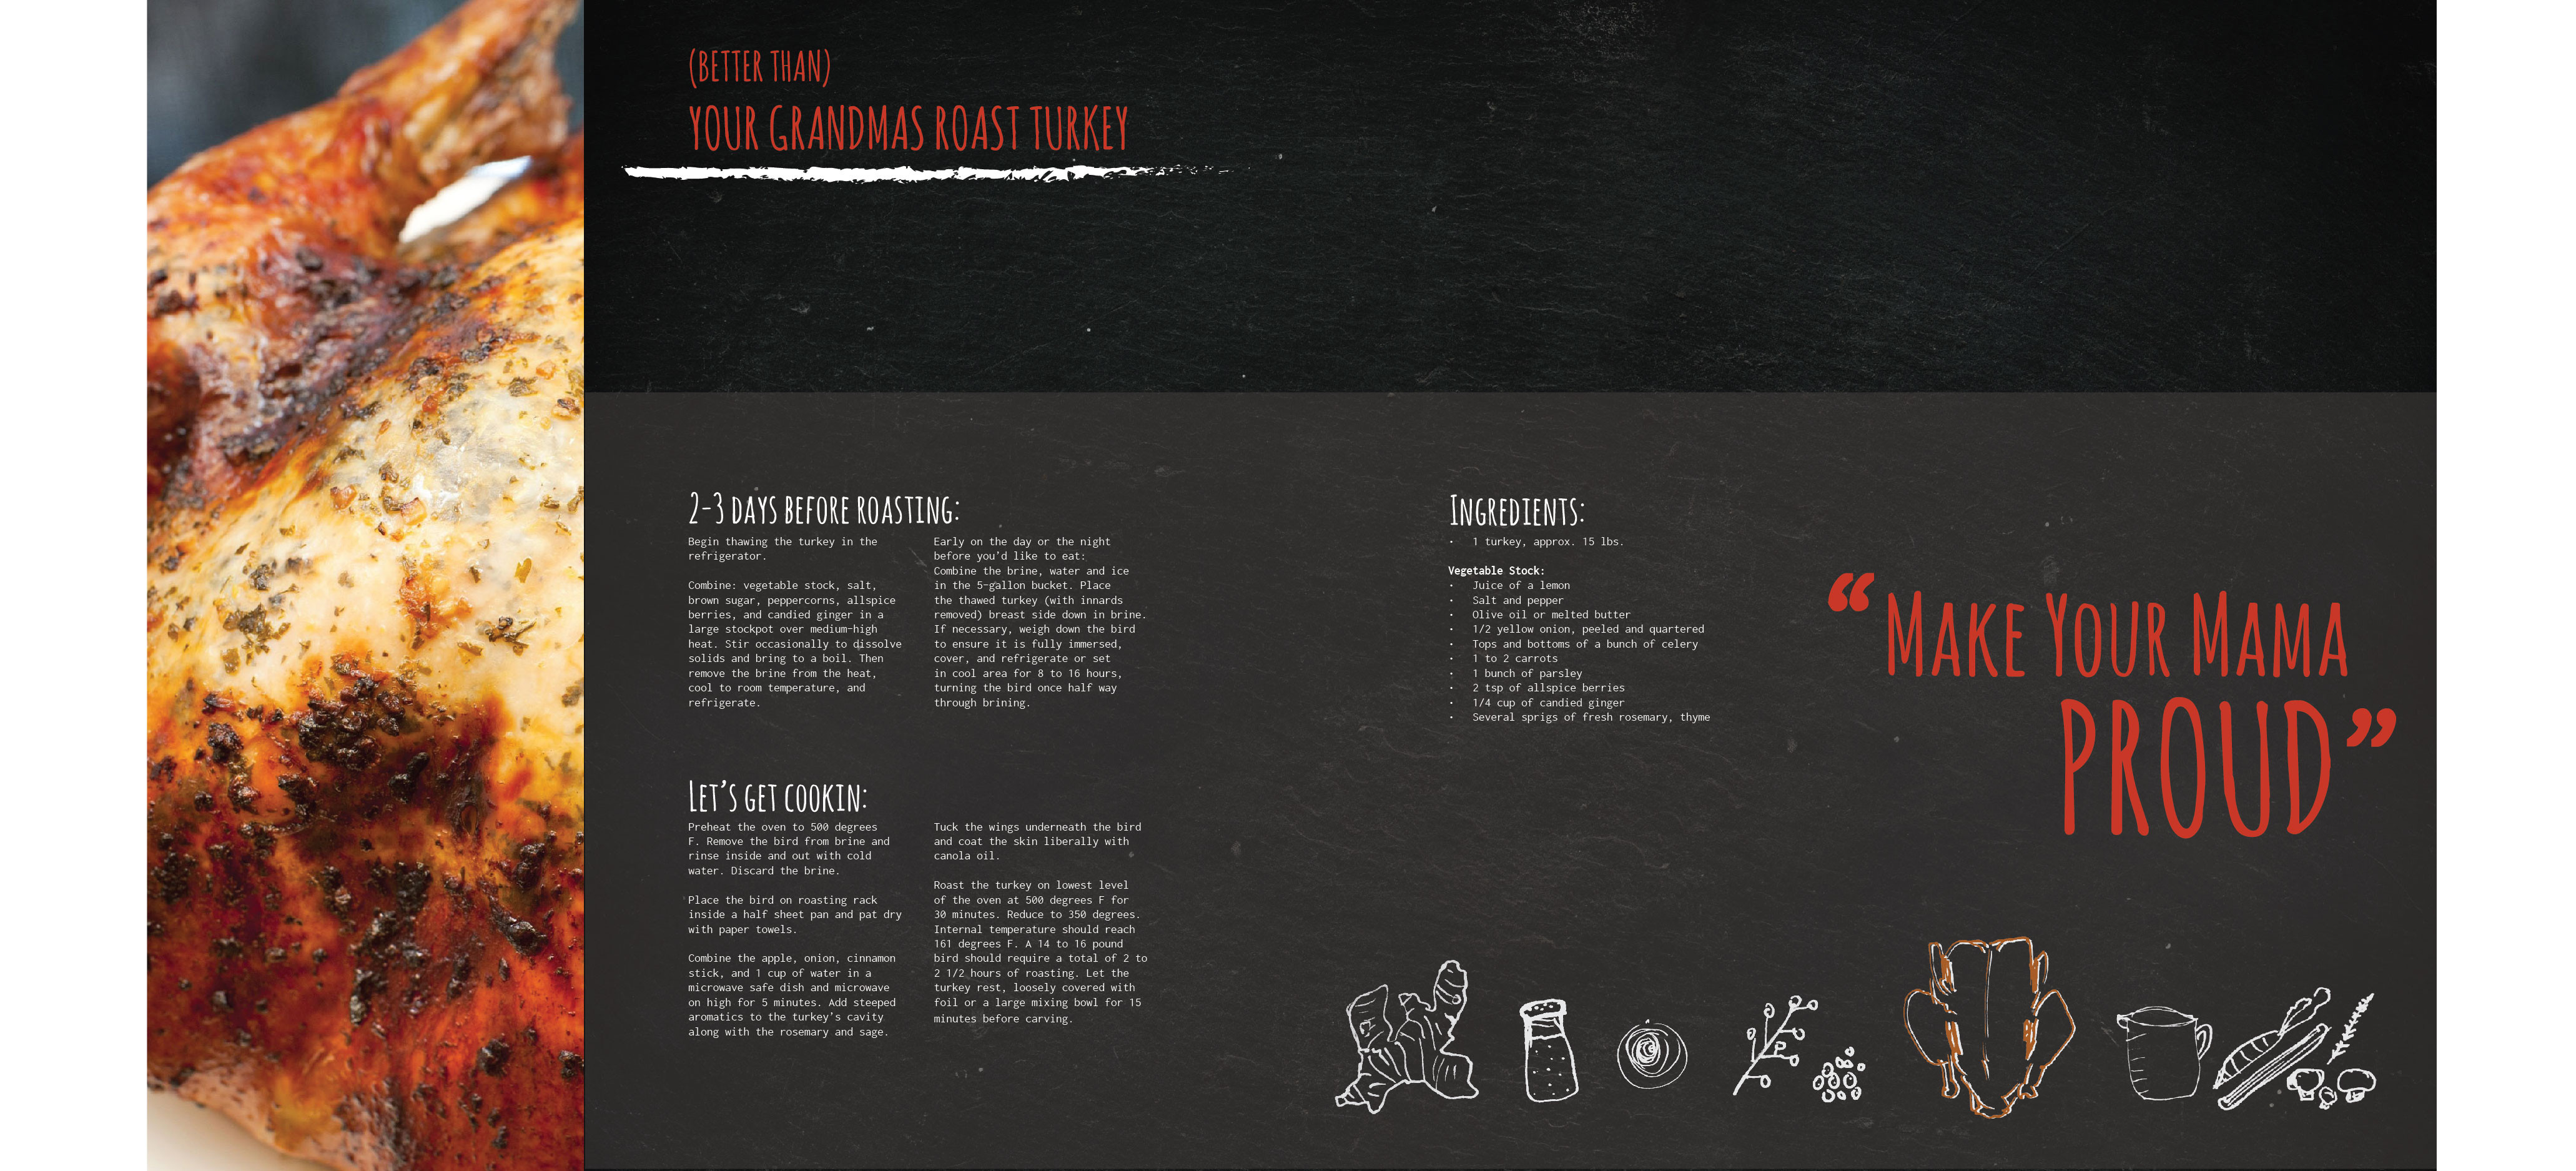 (BETTER THAN)
YOUR GRANDMAS ROAST TURKEY
2-3 DAYS BEFORE ROASTING:
Begin thawing the turkey in the
refrigerator.
Combine: vegetable stock, salt,
brown sugar, peppercorns, allspice
berries, and candied ginger in a
large stockpot over medium-high
heat. Stir occasionally to dissolve
solids and bring to a boil. Then
remove the brine from the heat,
cool to room temperature, and
refrigerate.
Early on the day or the night
before you’d like to eat:
Combine the brine, water and ice
in the 5-gallon bucket. Place
the thawed turkey (with innards
removed) breast side down in brine.
If necessary, weigh down the bird
to ensure it is fully immersed,
cover, and refrigerate or set
in cool area for 8 to 16 hours,
turning the bird once half way
through brining.
LET’S GET COOKIN:
Preheat the oven to 500 degrees
F. Remove the bird from brine and
rinse inside and out with cold
water. Discard the brine.
Place the bird on roasting rack
inside a half sheet pan and pat dry
with paper towels.
Combine the apple, onion, cinnamon
stick, and 1 cup of water in a
microwave safe dish and microwave
on high for 5 minutes. Add steeped
aromatics to the turkey’s cavity
along with the rosemary and sage.
Tuck the wings underneath the bird
and coat the skin liberally with
canola oil.
Roast the turkey on lowest level
of the oven at 500 degrees F for
30 minutes. Reduce to 350 degrees.
Internal temperature should reach
161 degrees F. A 14 to 16 pound
bird should require a total of 2 to
2 1/2 hours of roasting. Let the
turkey rest, loosely covered with
foil or a large mixing bowl for 15
minutes before carving.
INGREDIENTS:
• 1 turkey, approx. 15 lbs.
Vegetable Stock:
• Juice of a lemon
• Salt and pepper
• Olive oil or melted butter
• 1/2 yellow onion, peeled and quartered
• Tops and bottoms of a bunch of celery
• 1 to 2 carrots
• 1 bunch of parsley
• 2 tsp of allspice berries
• 1/4 cup of candied ginger
• Several sprigs of fresh rosemary, thyme
“MAKE YOUR MAMA
PROUD”